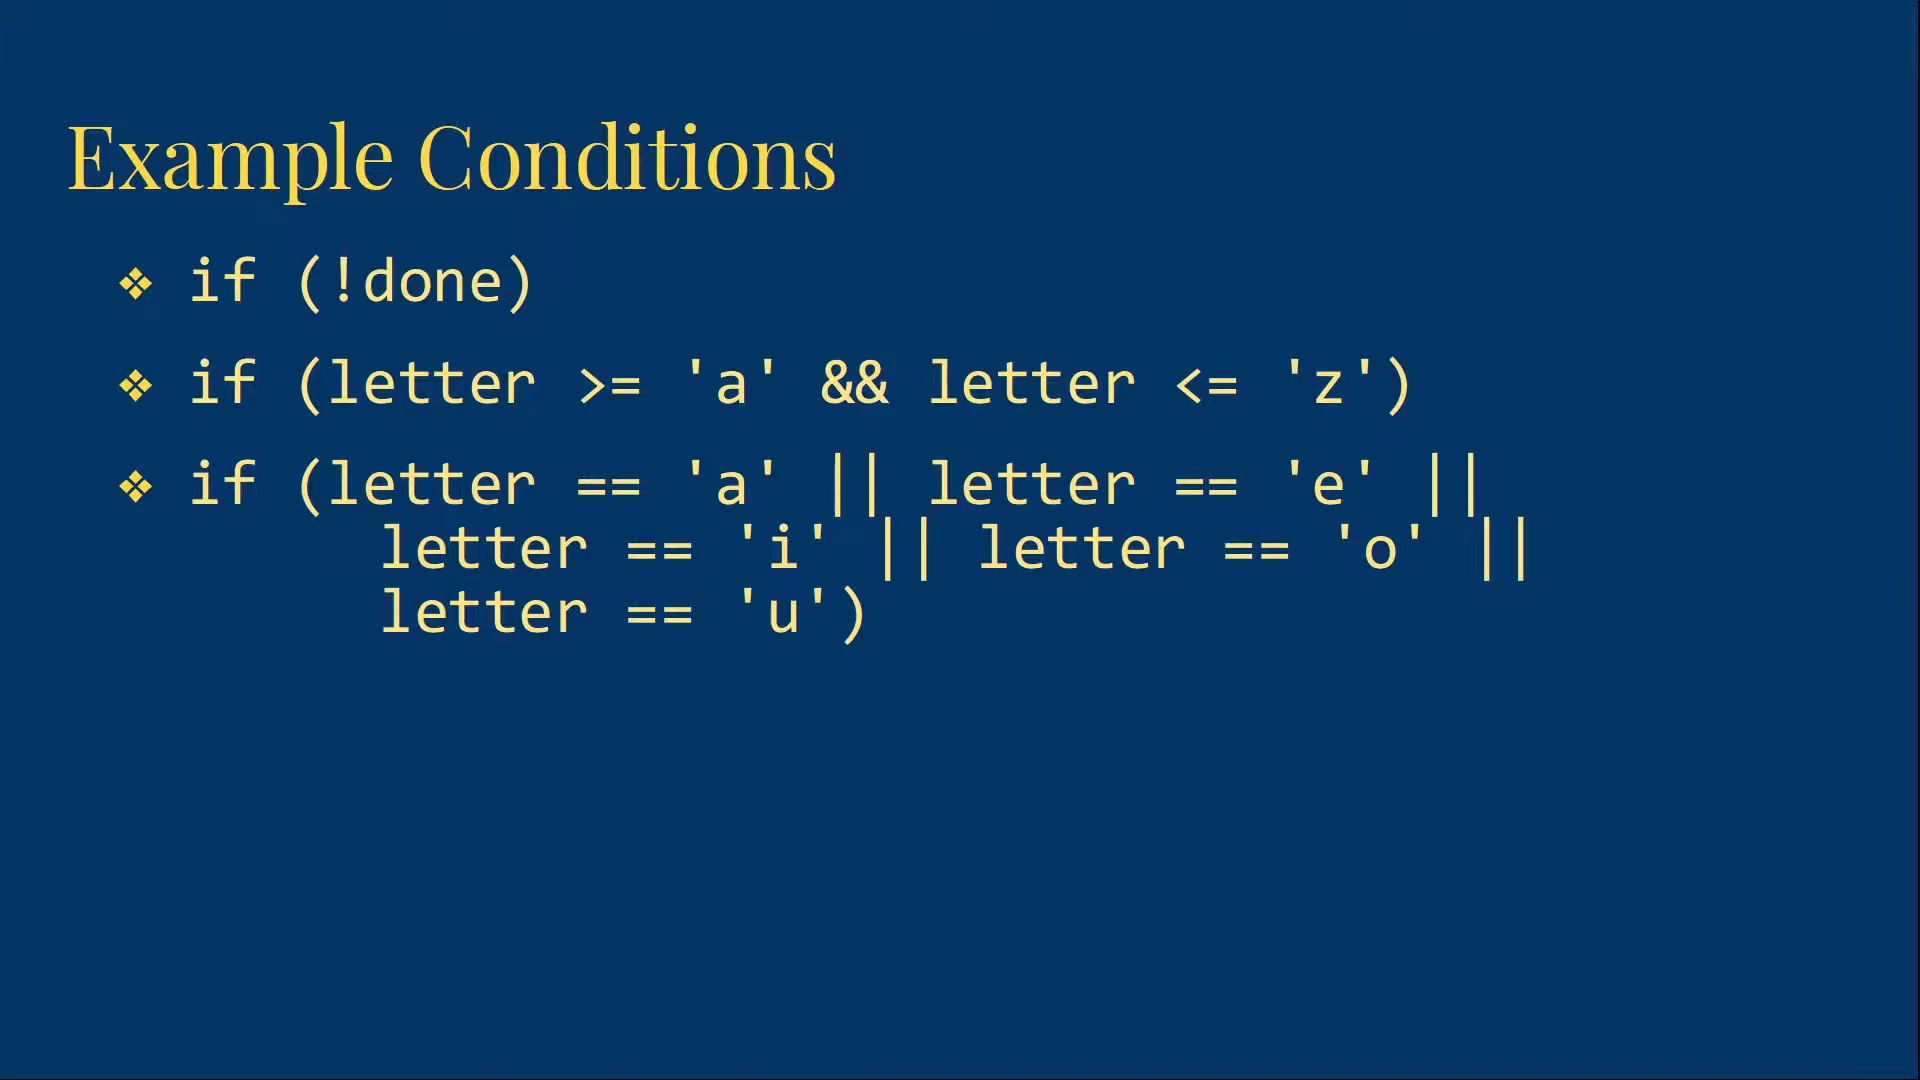 Example Conditions
❖ if (!done)
❖ if (letter >= 'a' && letter <= 'z')
❖ if (letter == 'a' || letter == 'e' ||
letter == 'i' || letter == 'o' ||
letter == 'u')